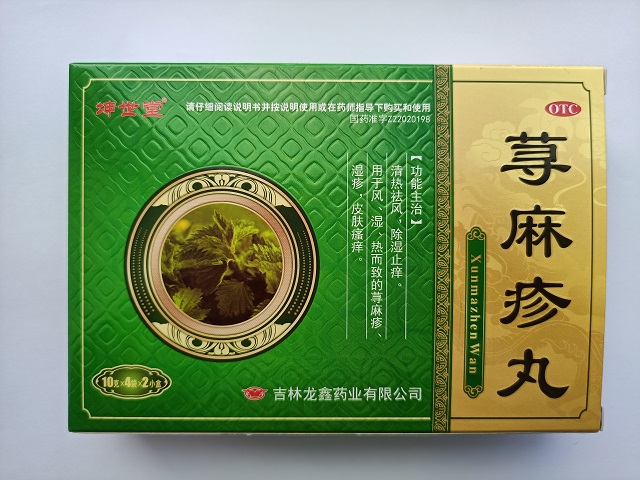 坤世堂®
请仔细阅读说明书并按说明使用或在药师指导下购买和使用
国药准字Z22020198
OTC
荨麻疹丸
XunmazhenWan
【功能主治】
清热祛风，除湿止痒。
用于风、湿、热而致的荨麻疹、
湿疹，皮肤瘙痒。
10克×4袋×2小盒
吉林龙鑫药业有限公司